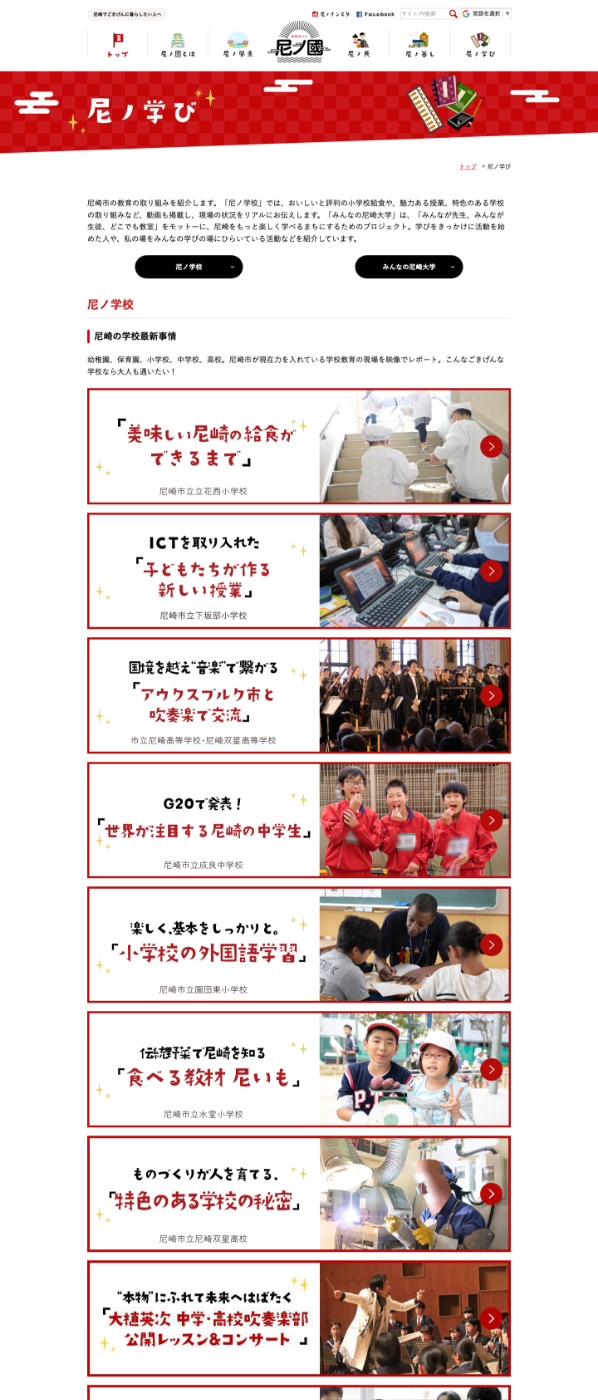 尼崎でごきげんに暮らしたい人へ
尼ノインスタ
Facebook
サイト内検索
言語を選択
トップ
尼ノ國とは
尼ノ學童
尼ノ國
尼ノ民
尼ノ暮し
尼ノ学び
尼ノ学び
トップ > 尼ノ学び
尼崎市の教育の取り組みを紹介します。「尼ノ学校」では、おいしいと評判の小学校給食や、魅力ある授業、特色のある学校
の取り組みなど、動画も掲載し、現場の状況をリアルにお伝えします。「みんなの尼崎大学」は、「みんなが先生、みんなが
生徒、どこでも教室」をモットーに、尼崎をもっと楽しく学べるまちにするためのプロジェクト。学びをきっかけに活動を始
めた人や、私の場をみんなの学びの場にひらいている活動などを紹介しています。
尼ノ学校
みんなの尼崎大学
尼ノ学校
尼崎の学校最新事情
幼稚園、保育園、小学校、中学校、高校。尼崎市が現在力を入れている学校教育の現場を映像でレポート。こんなごきげんな
学校なら大人も通いたい！
「美味しい尼崎の給食が
できるまで」
尼崎市立立花西小学校
ICTを取り入れた
「子どもたちが作る
新しい授業」
尼崎市立下坂部小学校
国境を越え“音楽”で繋がる
「アウクスブルク市と
吹奏楽で交流」
市立尼崎高等学校・尼崎双星高等学校
G20で発表！
「世界が注目する尼崎の中学生」
尼崎市立成良中学校
楽しく、基本をしっかりと。
「小学校の外国語学習」
尼崎市立園田東小学校
伝統野菜で尼崎を知る
「食べる教材 尼いも」
尼崎市立水堂小学校
ものづくりが人を育てる、
「特色のある学校の秘密」
尼崎市立尼崎双星高校
“本物”にふれて未来へはばたく
「大植英次 中学・高校吹奏楽部
公開レッスン&コンサート」